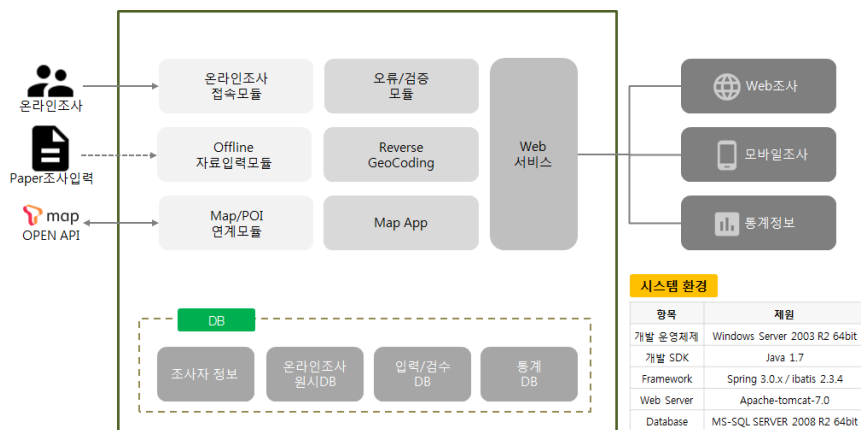 온라인조사
Paper조사입력
T map
OPEN API
온라인조사
접속모듈
오류/검증
모듈
Offline
자료입력모듈
Reverse
GeoCoding
Map/POI
연계모듈
Map App
Web
서비스
Web조사
모바일조사
통계정보
DB
조사자 정보
온라인조사
원시DB
입력/검수
DB
통계
DB
시스템 환경
항목 제원
개발 운영체제 Windows Server 2003 R2 64bit
개발 SDK Java 1.7
Framework Spring 3.0.x / ibatis 2.3.4
Web Server Apache-tomcat-7.0
Database MS-SQL SERVER 2008 R2 64bit